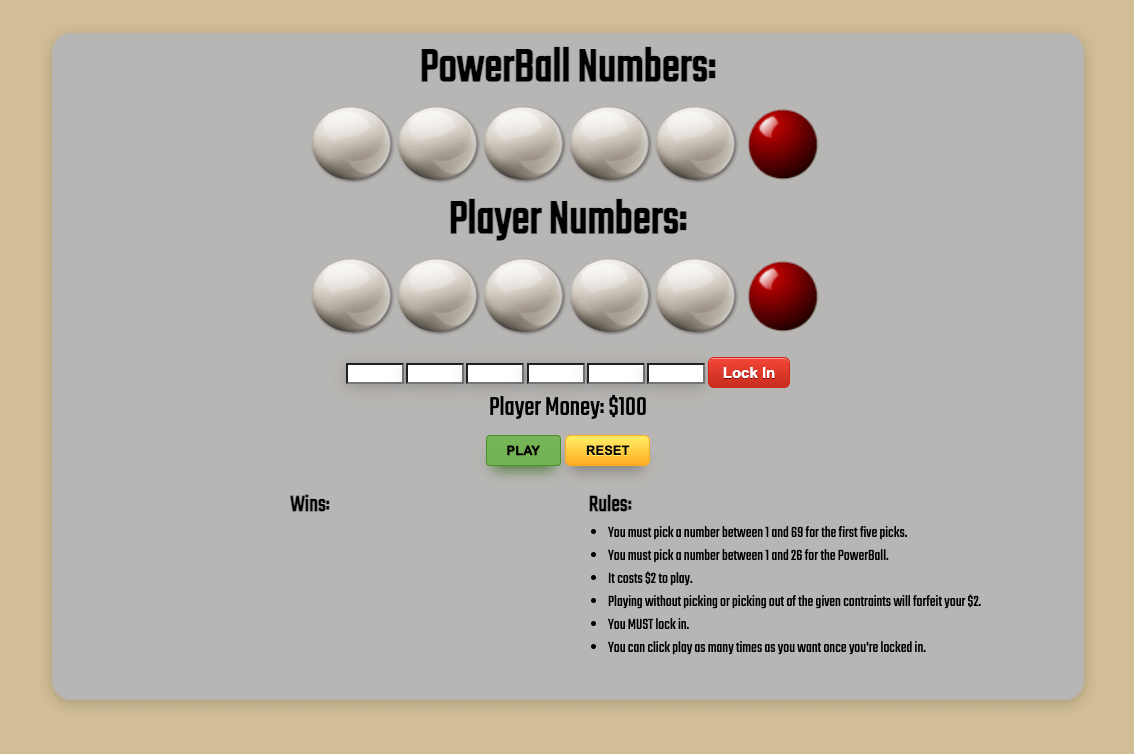 PowerBall Numbers:
Player Numbers:
Lock In
Player Money: $100
PLAY RESET
Wins:
Rules:
• You must pick a number between 1 and 69 for the first five picks.
• You must pick a number between 1 and 26 for the PowerBall.
• It costs $2 to play.
• Playing without picking or picking out of the given contraints will forfeit your $2.
• You MUST lock in.
• You can click play as many times as you want once you're locked in.